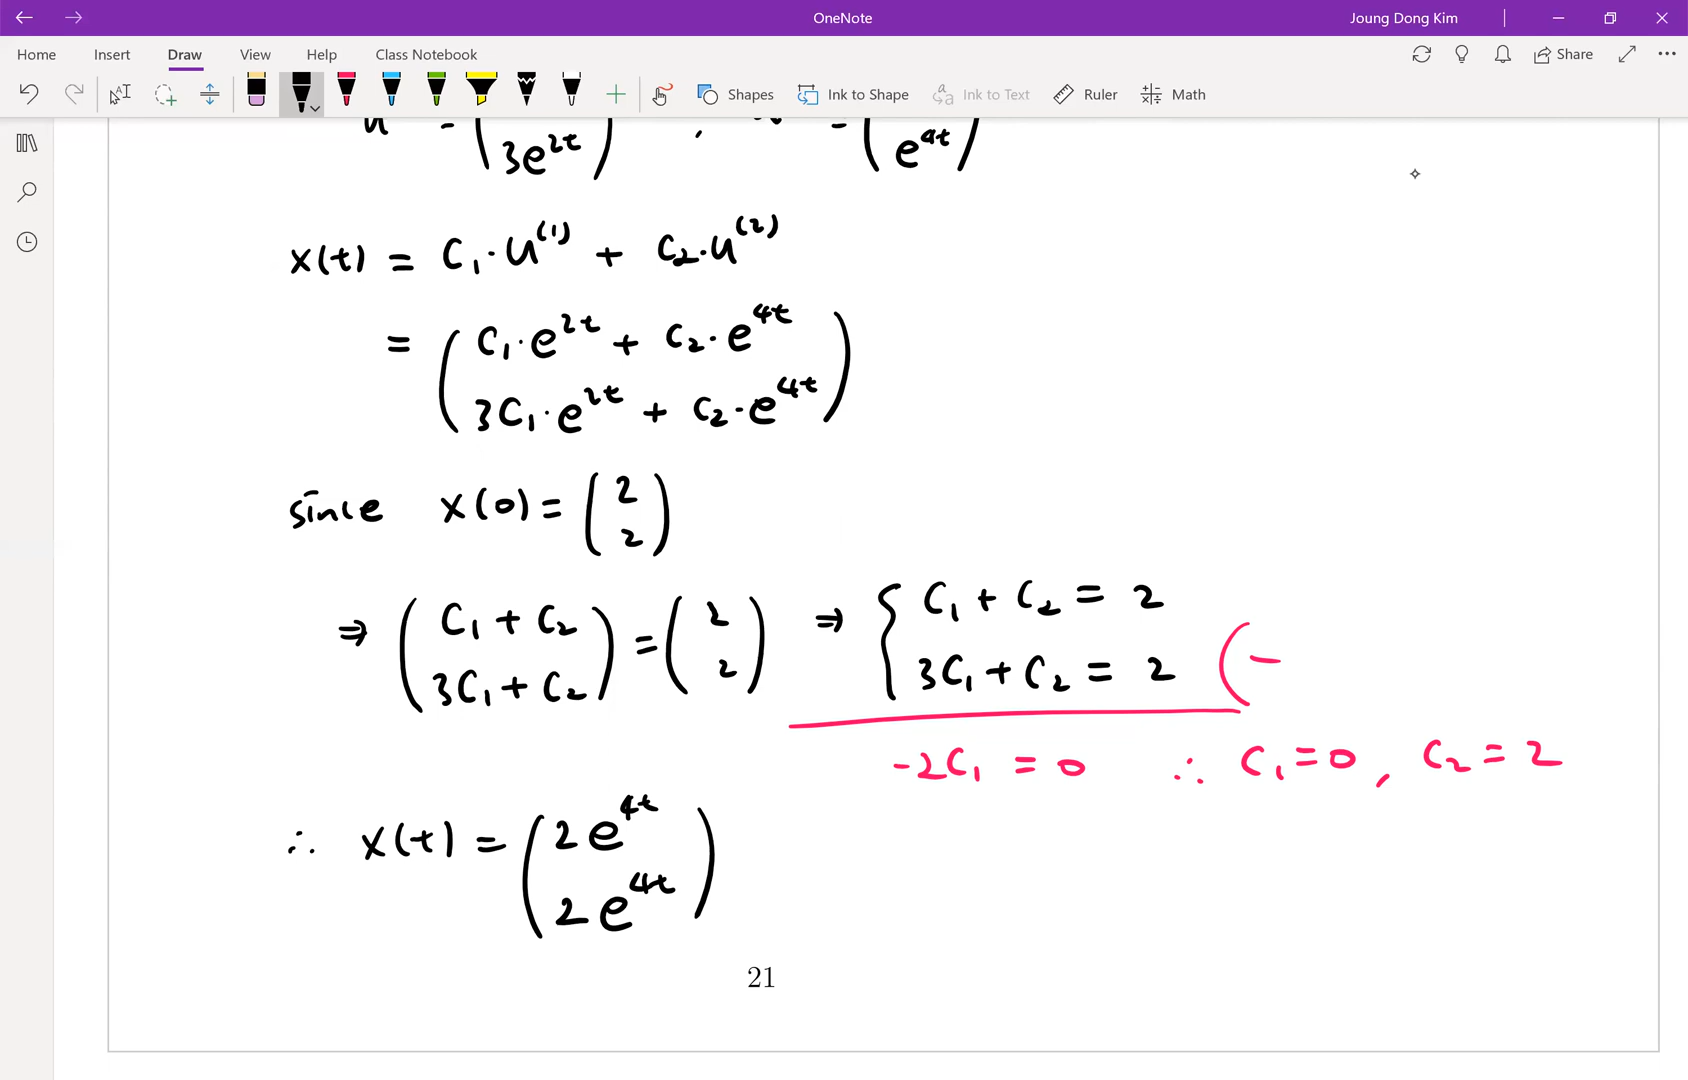 OneNote
Joung Dong Kim
Home Insert Draw View Help Class Notebook
Share
Shapes Ink to Shape Ink to Text Ruler Math
= ( 3e^{2t} ) , = ( e^{4t} )
x(t) = C₁·u^{(1)} + C₂·u^{(2)}
= ( C₁·e^{2t} + C₂·e^{4t}
3C₁·e^{2t} + C₂·e^{4t} )
since x(0) = ( 2
2 )
⇒ ( C₁ + C₂
3C₁ + C₂ ) = ( 2
2 ) ⇒ { C₁ + C₂ = 2
3C₁ + C₂ = 2 ( −
-2C₁ = 0 ∴ C₁ = 0, C₂ = 2
∴ x(t) = ( 2e^{4t}
2e^{4t} )
21